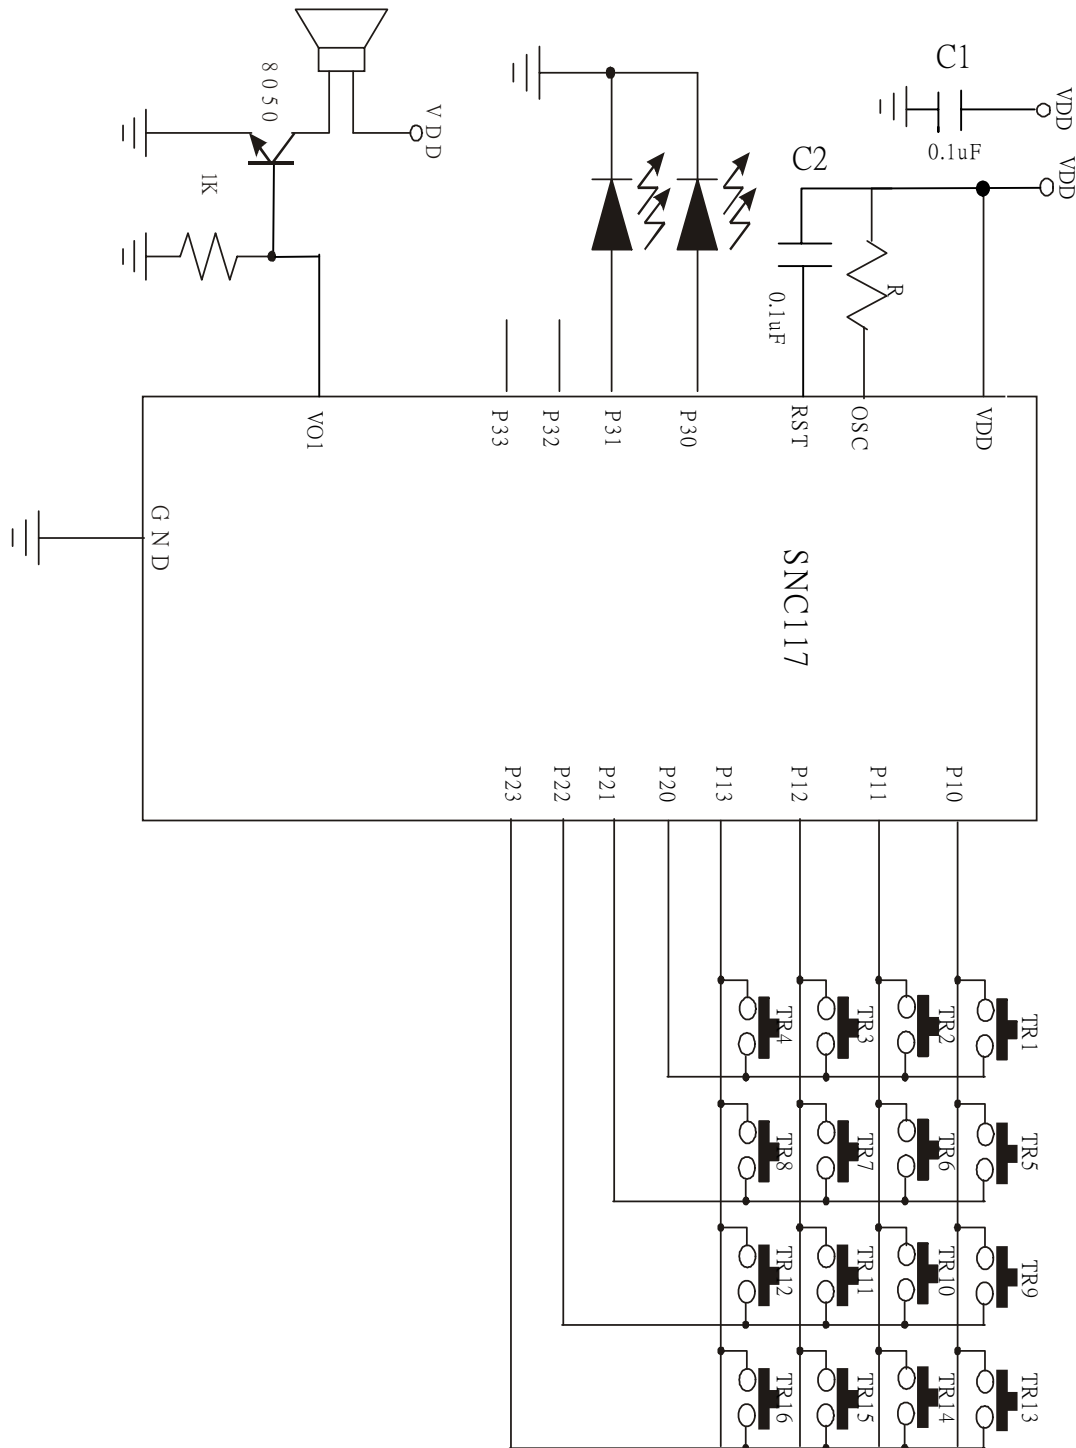 C1
VDD
0.1uF
VDD
C2
0.1uF
R
8050
VDD
1K
VO1
P33
P32
P31
P30
RST
OSC
VDD
GND
SNC117
P23
P22
P21
P20
P13
P12
P11
P10
TR4
TR3
TR2
TR1
TR8
TR7
TR6
TR5
TR12
TR11
TR10
TR9
TR16
TR15
TR14
TR13